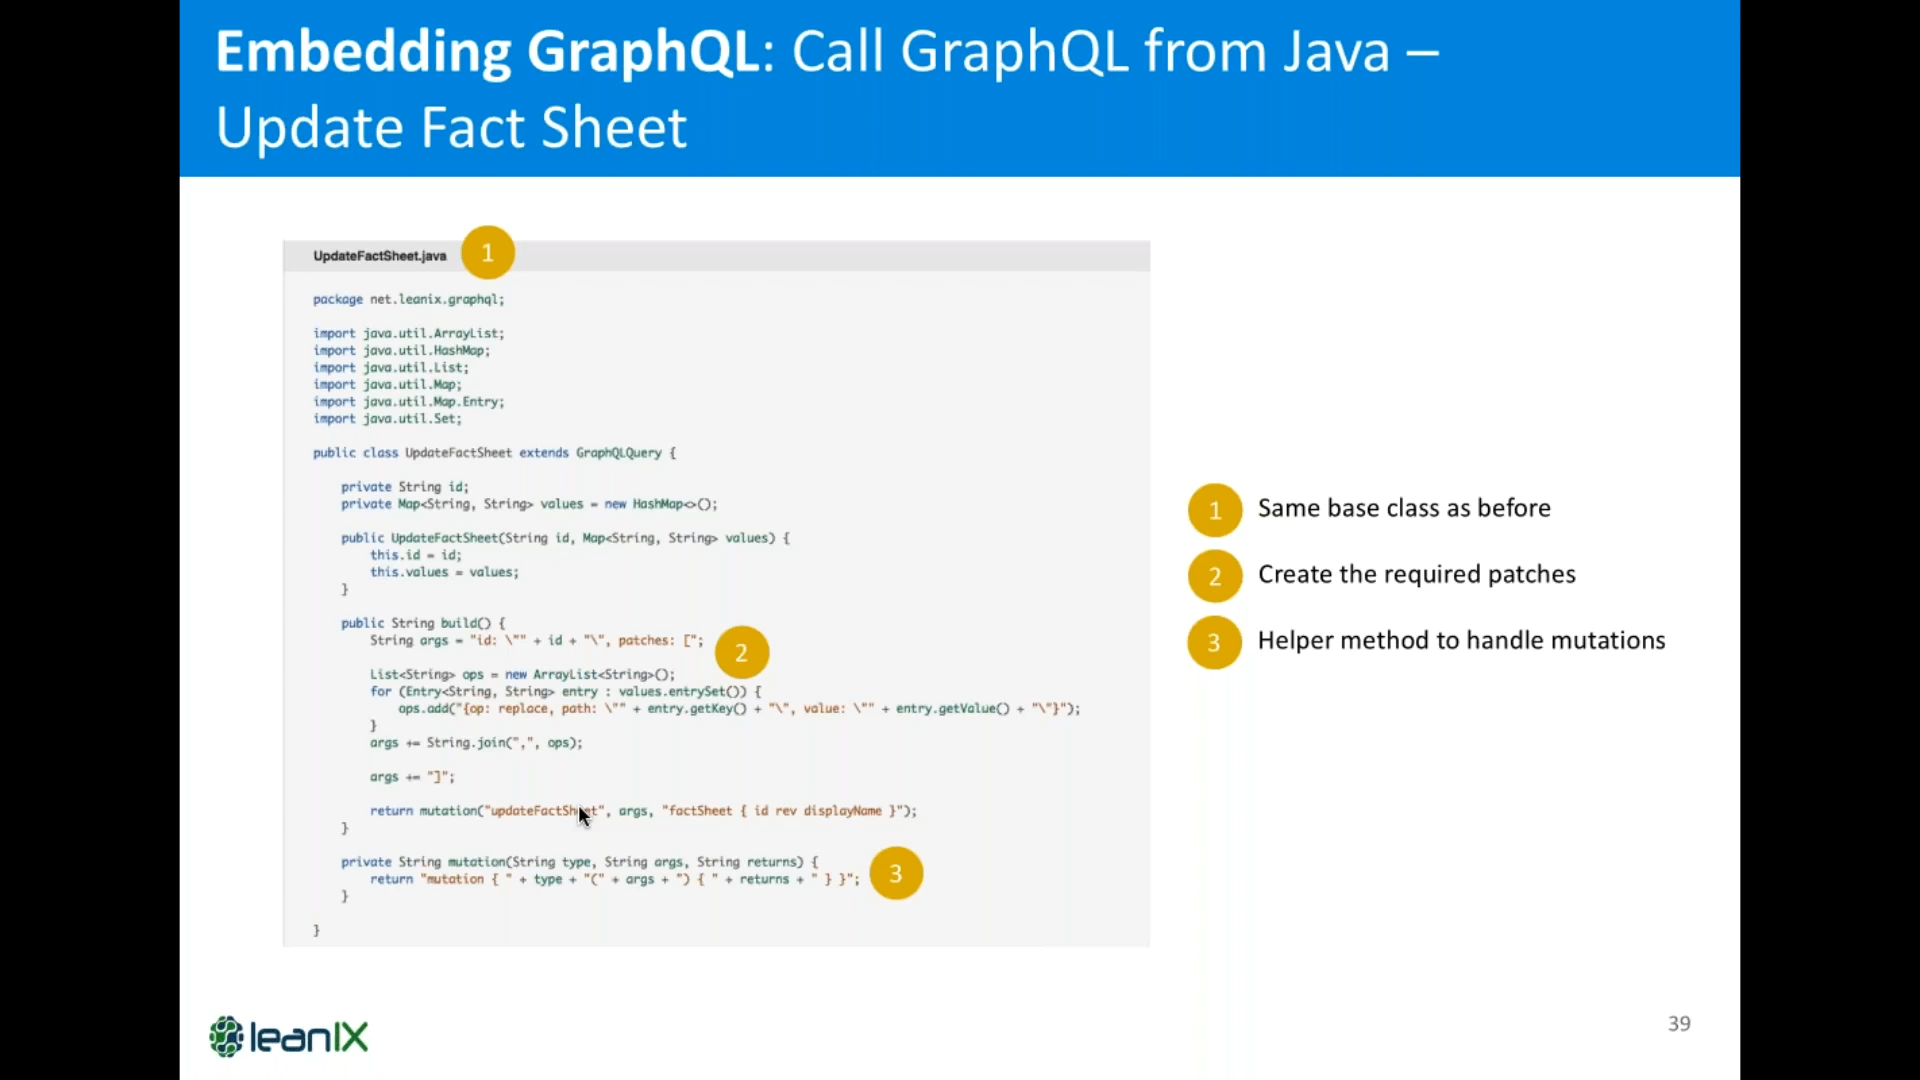 Embedding GraphQL: Call GraphQL from Java –
Update Fact Sheet
UpdateFactSheet.java 1
package net.leanix.graphql;
import java.util.ArrayList;
import java.util.HashMap;
import java.util.List;
import java.util.Map;
import java.util.Map.Entry;
import java.util.Set;
public class UpdateFactSheet extends GraphQLQuery {
private String id;
private Map<String, String> values = new HashMap<>();
public UpdateFactSheet(String id, Map<String, String> values) {
this.id = id;
this.values = values;
}
public String build() {
String args = "id: \"" + id + "\", patches: [";
2
List<String> ops = new ArrayList<String>();
for (Entry<String, String> entry : values.entrySet()) {
ops.add("{op: replace, path: \"" + entry.getKey() + "\", value: \"" + entry.getValue() + "\"}");
}
args += String.join(",", ops);
args += "]";
return mutation("updateFactSheet", args, "factSheet { id rev displayName }");
}
private String mutation(String type, String args, String returns) {
return "mutation { " + type + "(" + args + ") { " + returns + " } }";
3
}
}
1 Same base class as before
2 Create the required patches
3 Helper method to handle mutations
leanIX
39